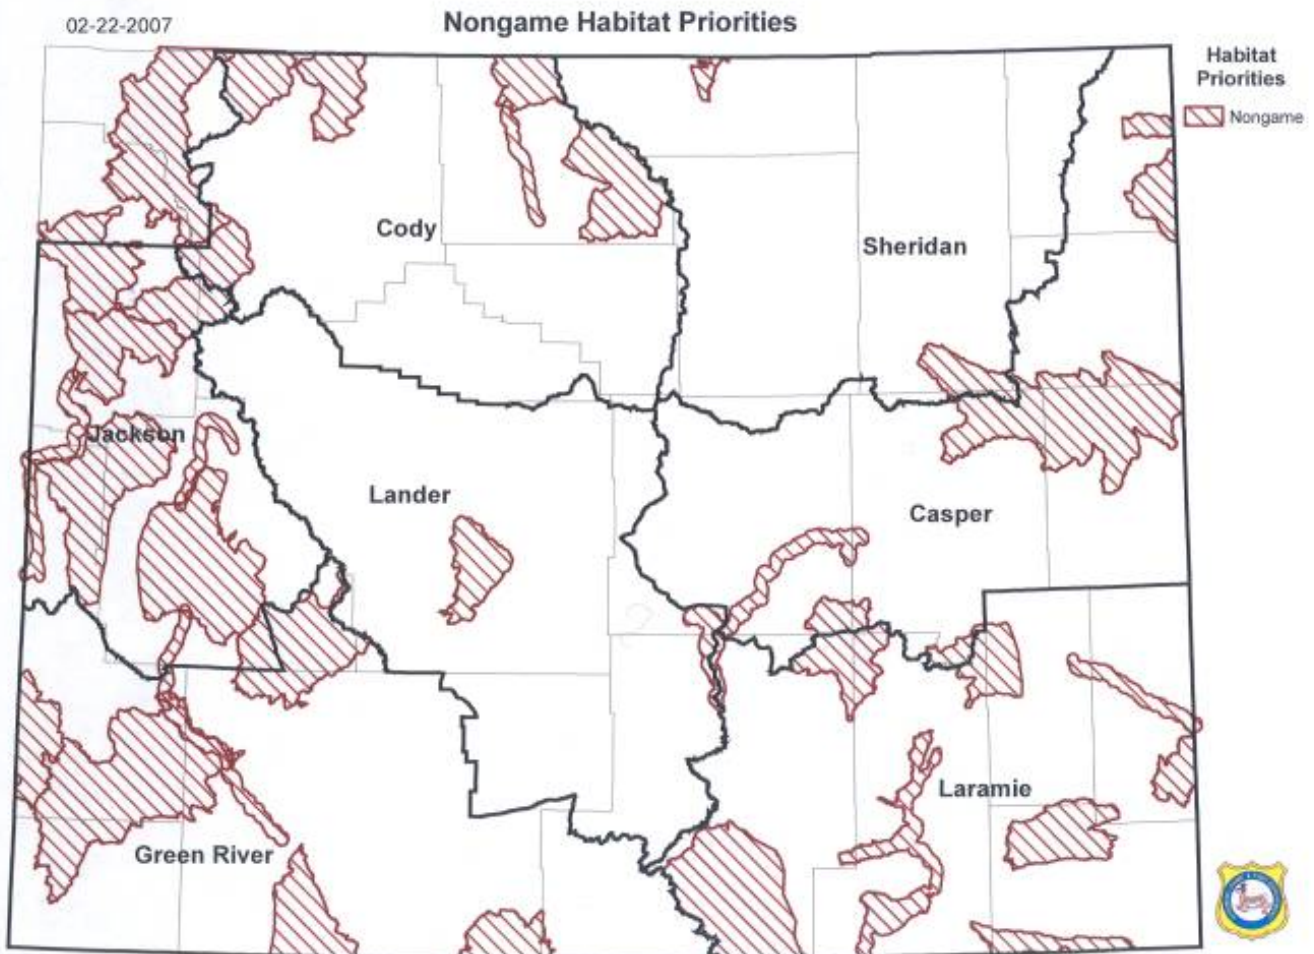 02-22-2007
Nongame Habitat Priorities
Habitat
Priorities
Nongame
Cody
Sheridan
Jackson
Lander
Casper
Laramie
Green River